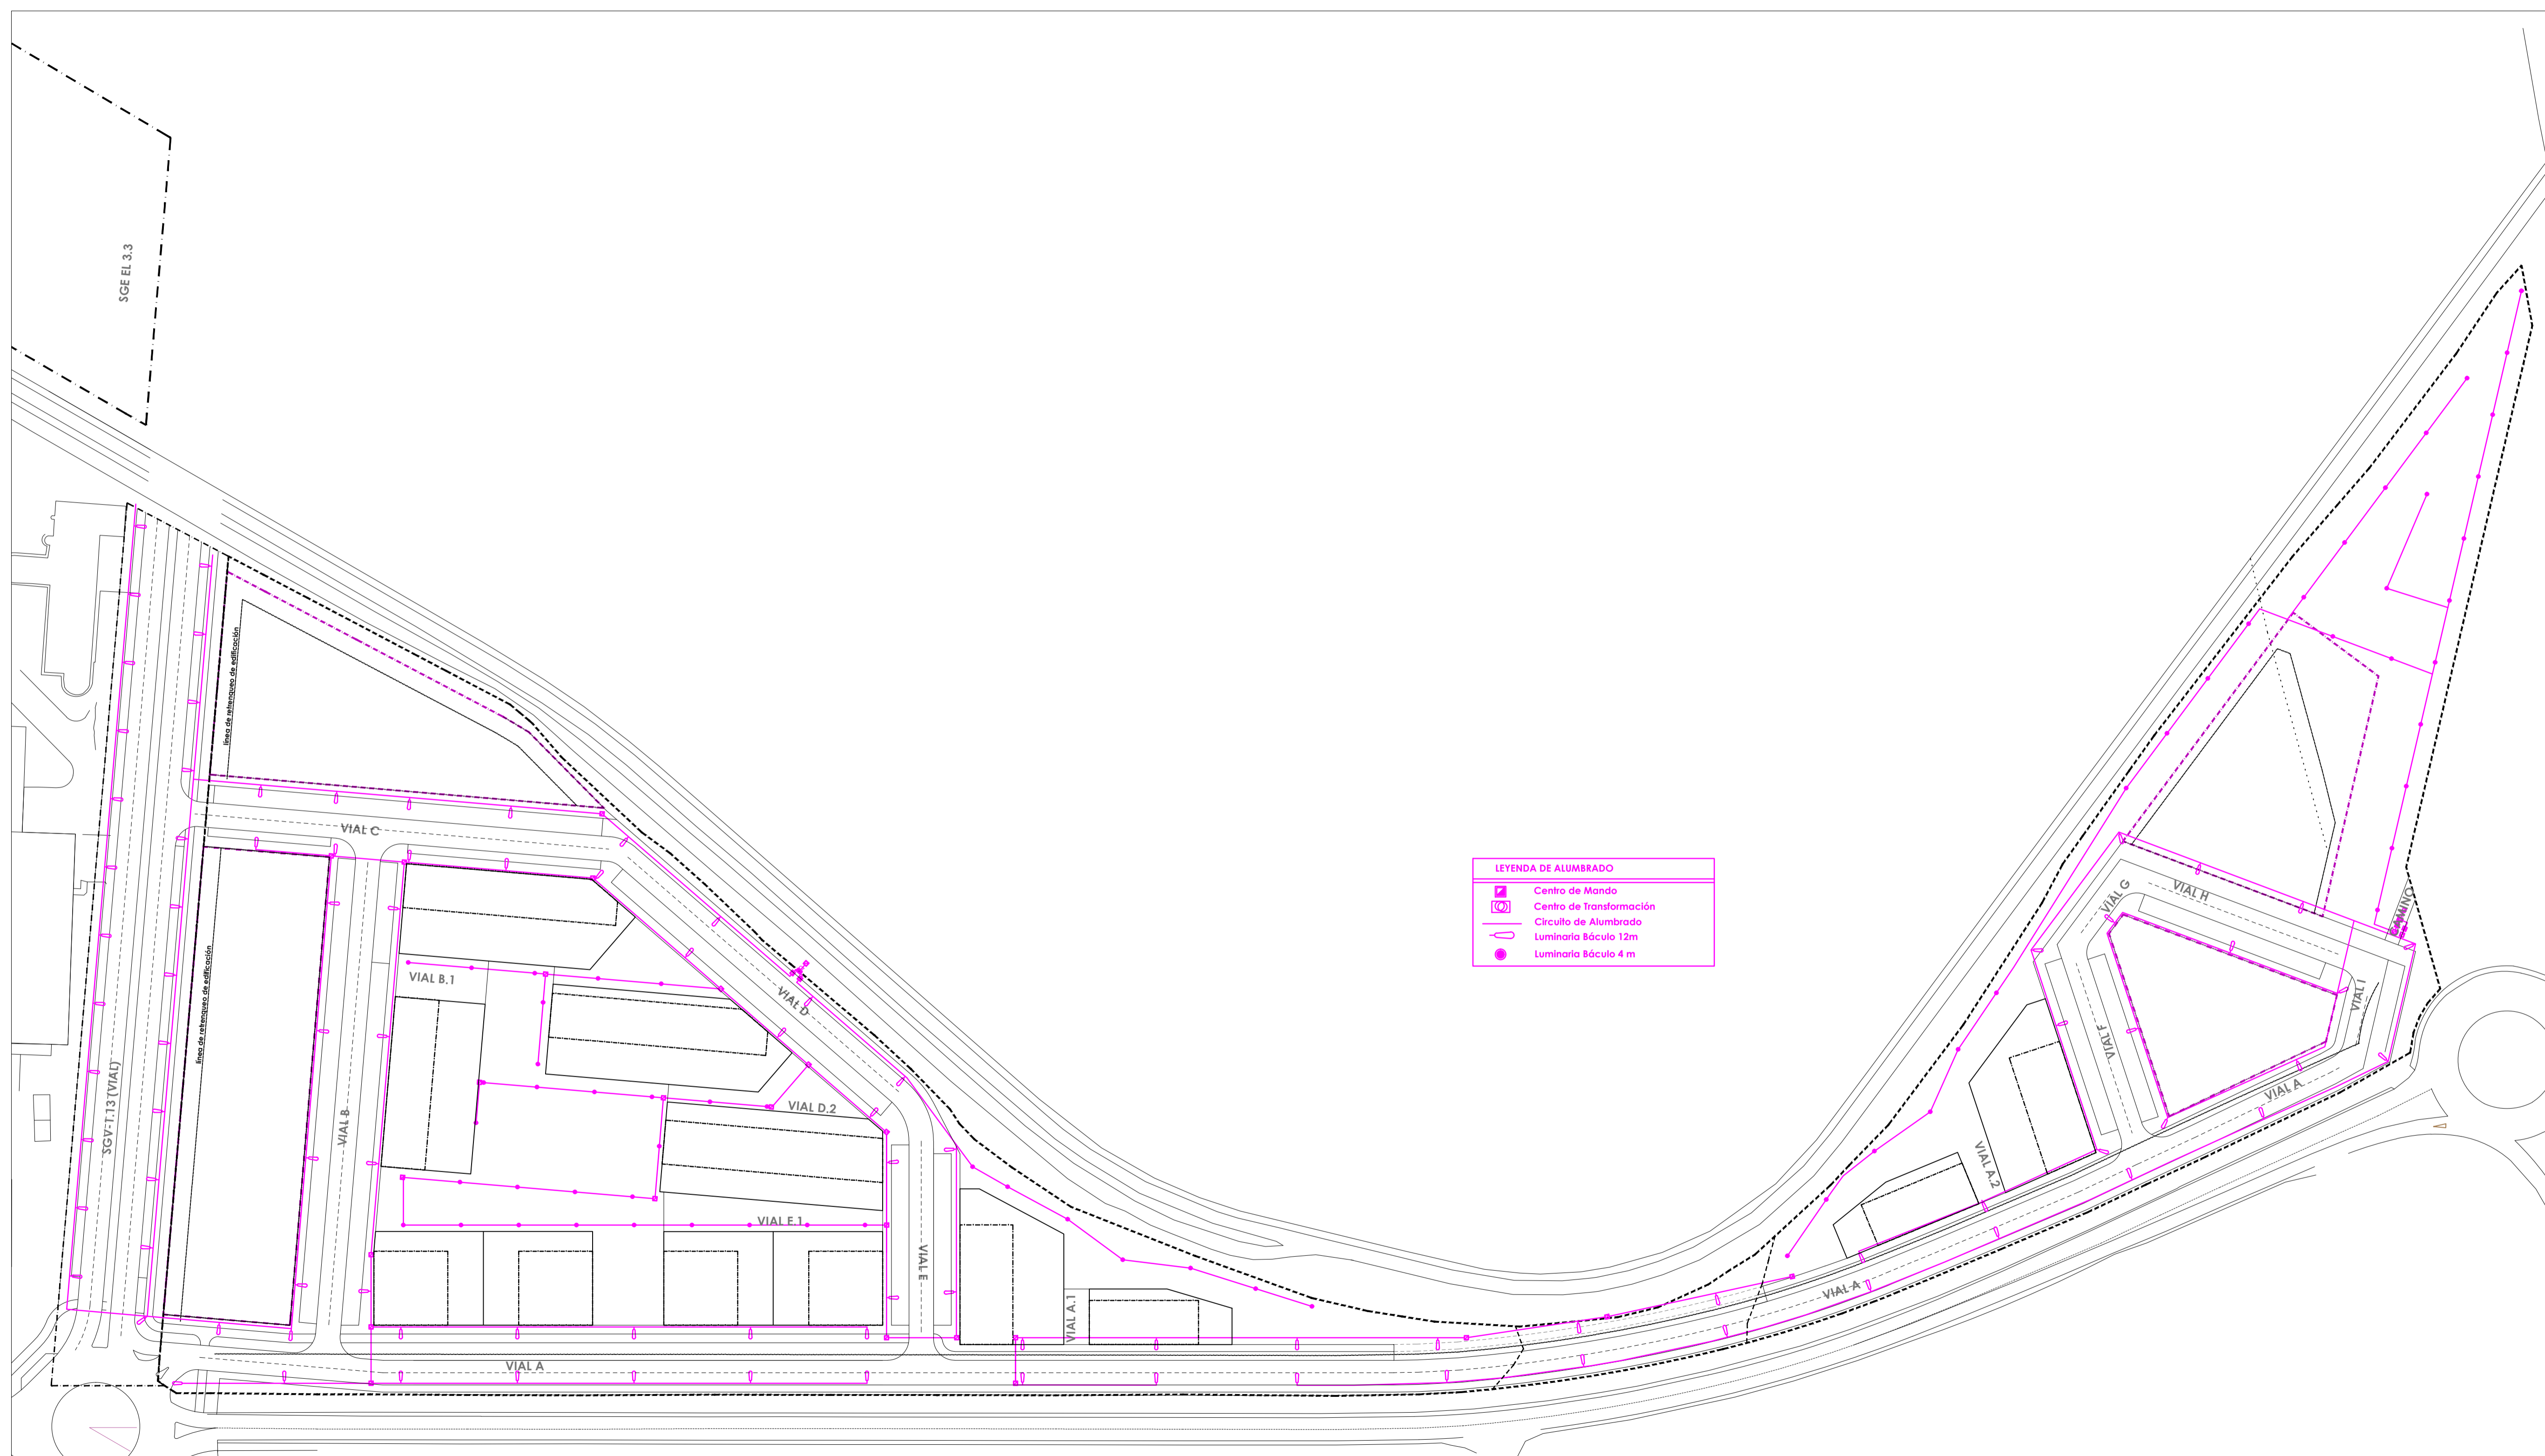 SGE EL 3.3
línea de retranqueo de edificación
VIAL C
LEYENDA DE ALUMBRADO
Centro de Mando
Centro de Transformación
Circuito de Alumbrado
Luminaria Báculo 12m
Luminaria Báculo 4 m
VIAL G
VIAL H
CAMINO
VIAL B.1
VIAL D
VIAL I
línea de retranqueo de edificación
VIAL F
SGV-1.13 (VIAL)
VIAL B
VIAL D.2
VIAL A
VIAL A.2
VIAL E.1
VIAL E
VIAL A.1
VIAL A
VIAL A